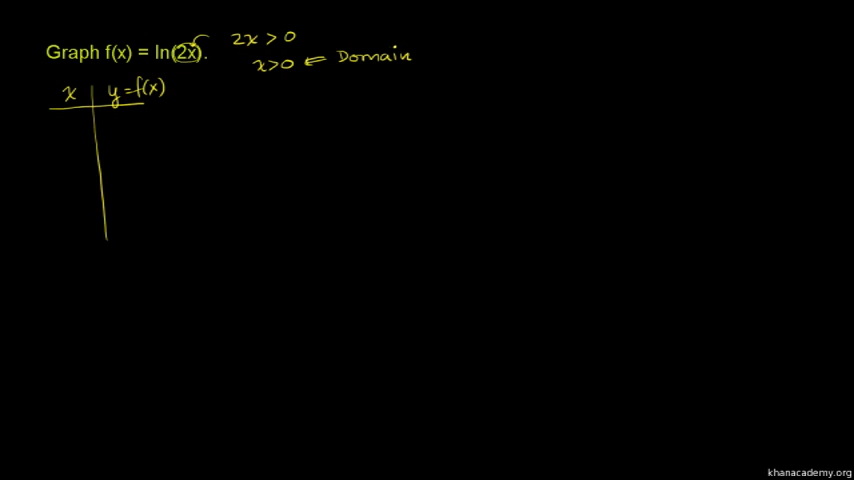 Graph f(x) = ln(2x).
2x > 0
x>0 ← Domain
x | y=f(x)
khanacademy.org